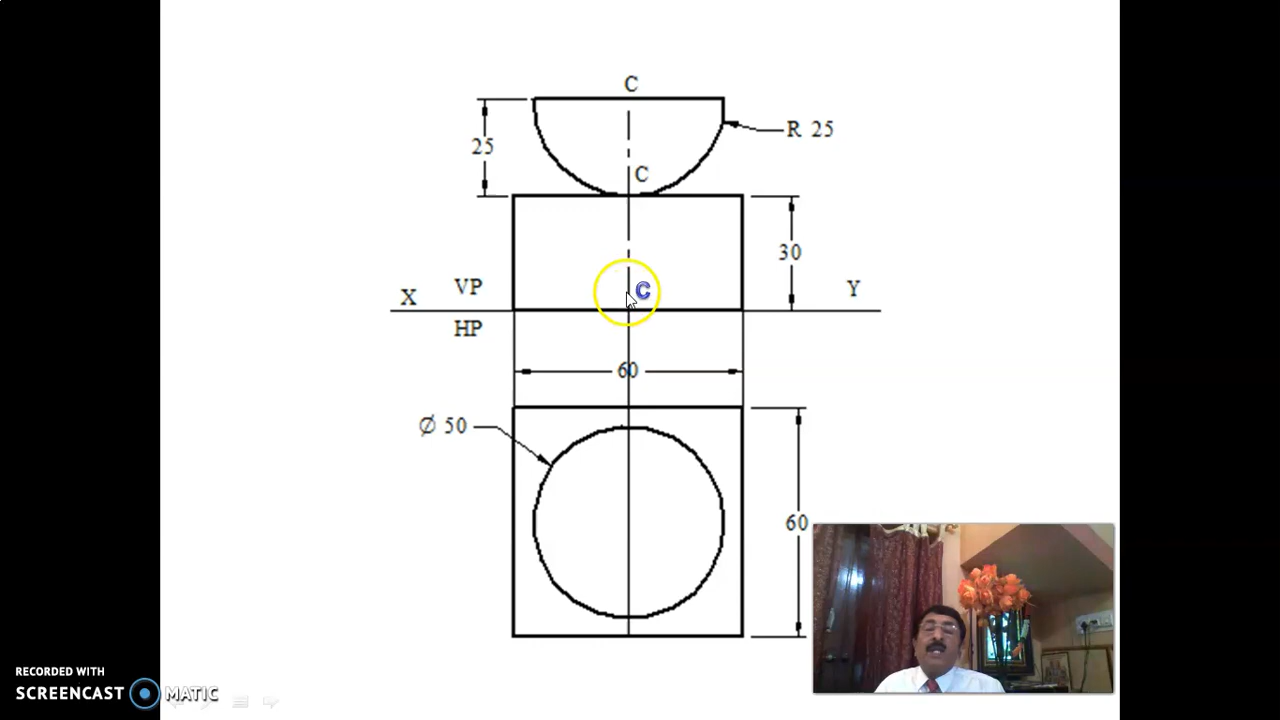 C
R 25
25
C
30
C
VP
X
Y
HP
60
Ø 50
60
RECORDED WITH
SCREENCAST MATIC